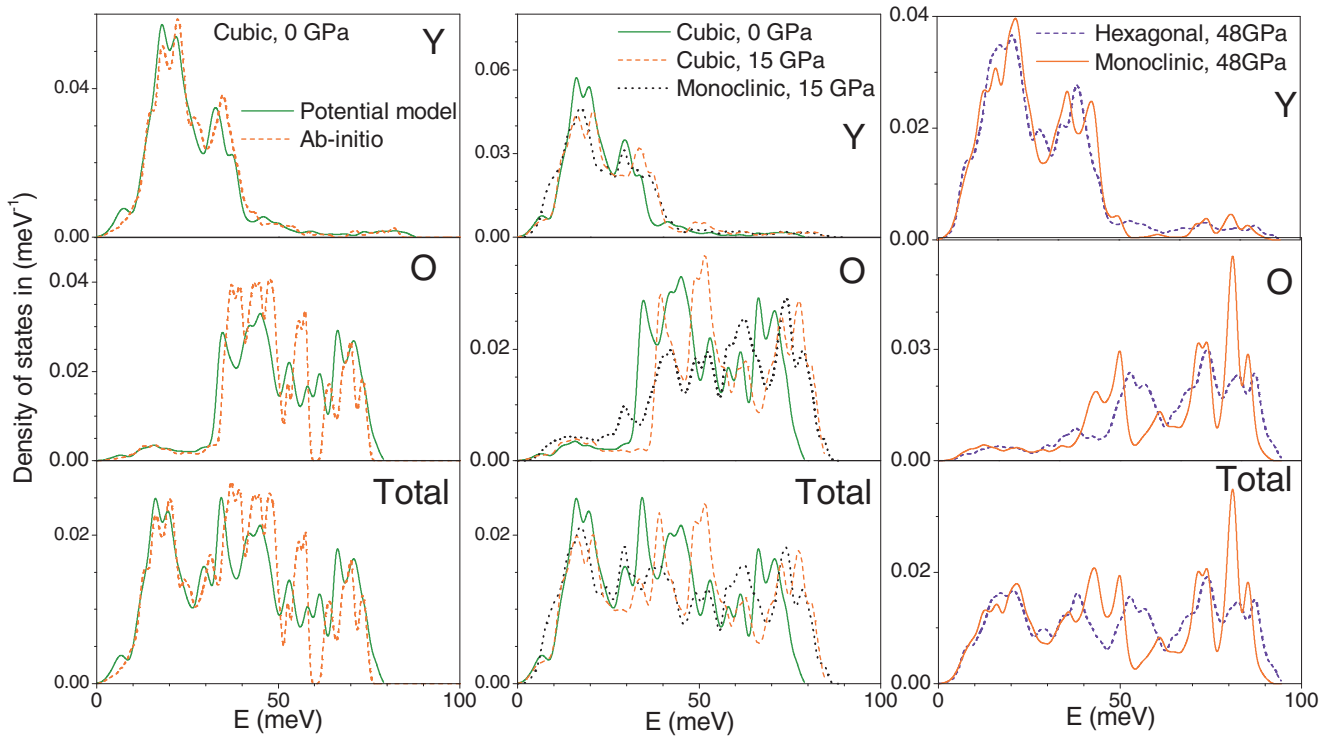 Density of states in (meV⁻¹)
Cubic, 0 GPa
Y
Potential model
Ab-initio
0.04
0.00
O
0.04
0.02
0.00
Total
0.02
0.00
0
50
100
E (meV)
Cubic, 0 GPa
Cubic, 15 GPa
Monoclinic, 15 GPa
Y
0.06
0.03
0.00
O
0.02
0.00
Total
0.02
0.00
0
50
100
E (meV)
0.04
Hexagonal, 48GPa
Monoclinic, 48GPa
Y
0.02
0.00
O
0.03
0.00
Total
0.02
0.00
0
50
100
E (meV)